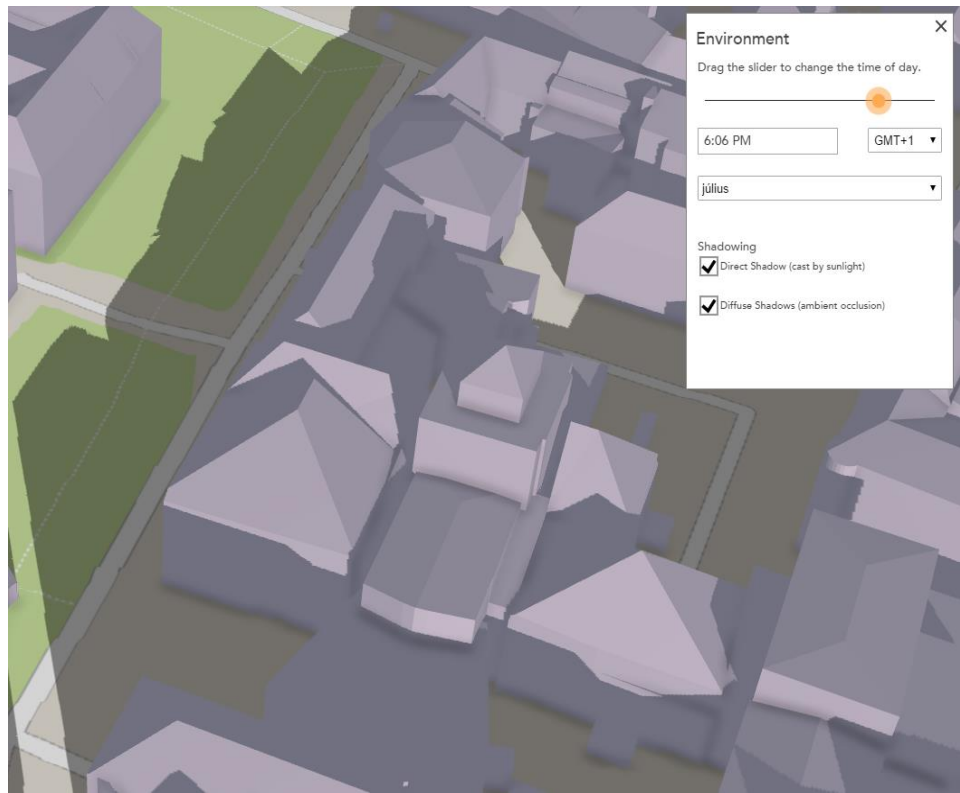 Environment
Drag the slider to change the time of day.
6:06 PM
GMT+1
július
Shadowing
Direct Shadow (cast by sunlight)
Diffuse Shadows (ambient occlusion)